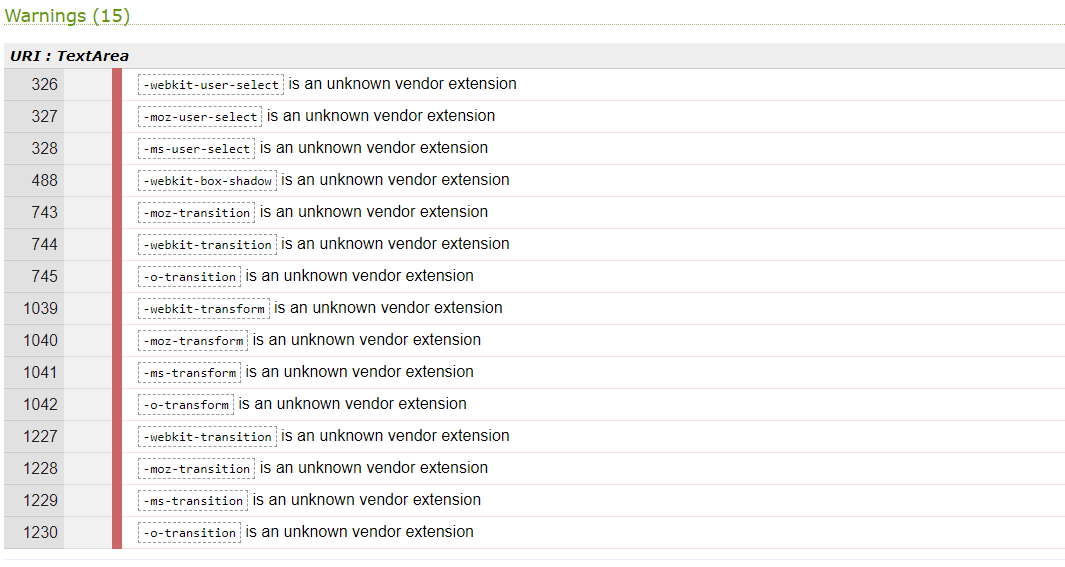 Warnings (15)
URI : TextArea
326 -webkit-user-select is an unknown vendor extension
327 -moz-user-select is an unknown vendor extension
328 -ms-user-select is an unknown vendor extension
488 -webkit-box-shadow is an unknown vendor extension
743 -moz-transition is an unknown vendor extension
744 -webkit-transition is an unknown vendor extension
745 -o-transition is an unknown vendor extension
1039 -webkit-transform is an unknown vendor extension
1040 -moz-transform is an unknown vendor extension
1041 -ms-transform is an unknown vendor extension
1042 -o-transform is an unknown vendor extension
1227 -webkit-transition is an unknown vendor extension
1228 -moz-transition is an unknown vendor extension
1229 -ms-transition is an unknown vendor extension
1230 -o-transition is an unknown vendor extension